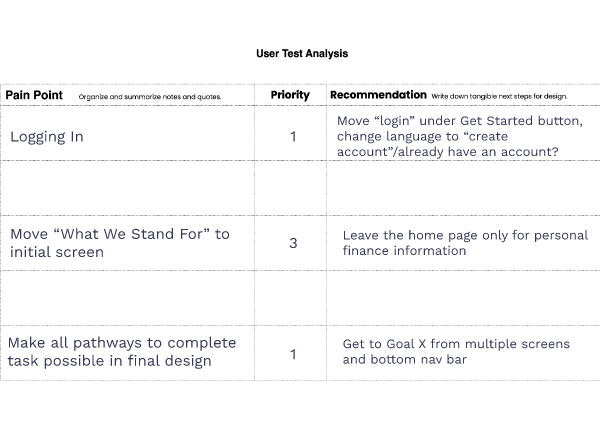 User Test Analysis
Pain Point Organize and summarize notes and quotes. Priority Recommendation Write down tangible next steps for design.
Logging In
1
Move “login” under Get Started button,
change language to “create
account”/already have an account?
Move “What We Stand For” to
initial screen
3
Leave the home page only for personal
finance information
Make all pathways to complete
task possible in final design
1
Get to Goal X from multiple screens
and bottom nav bar